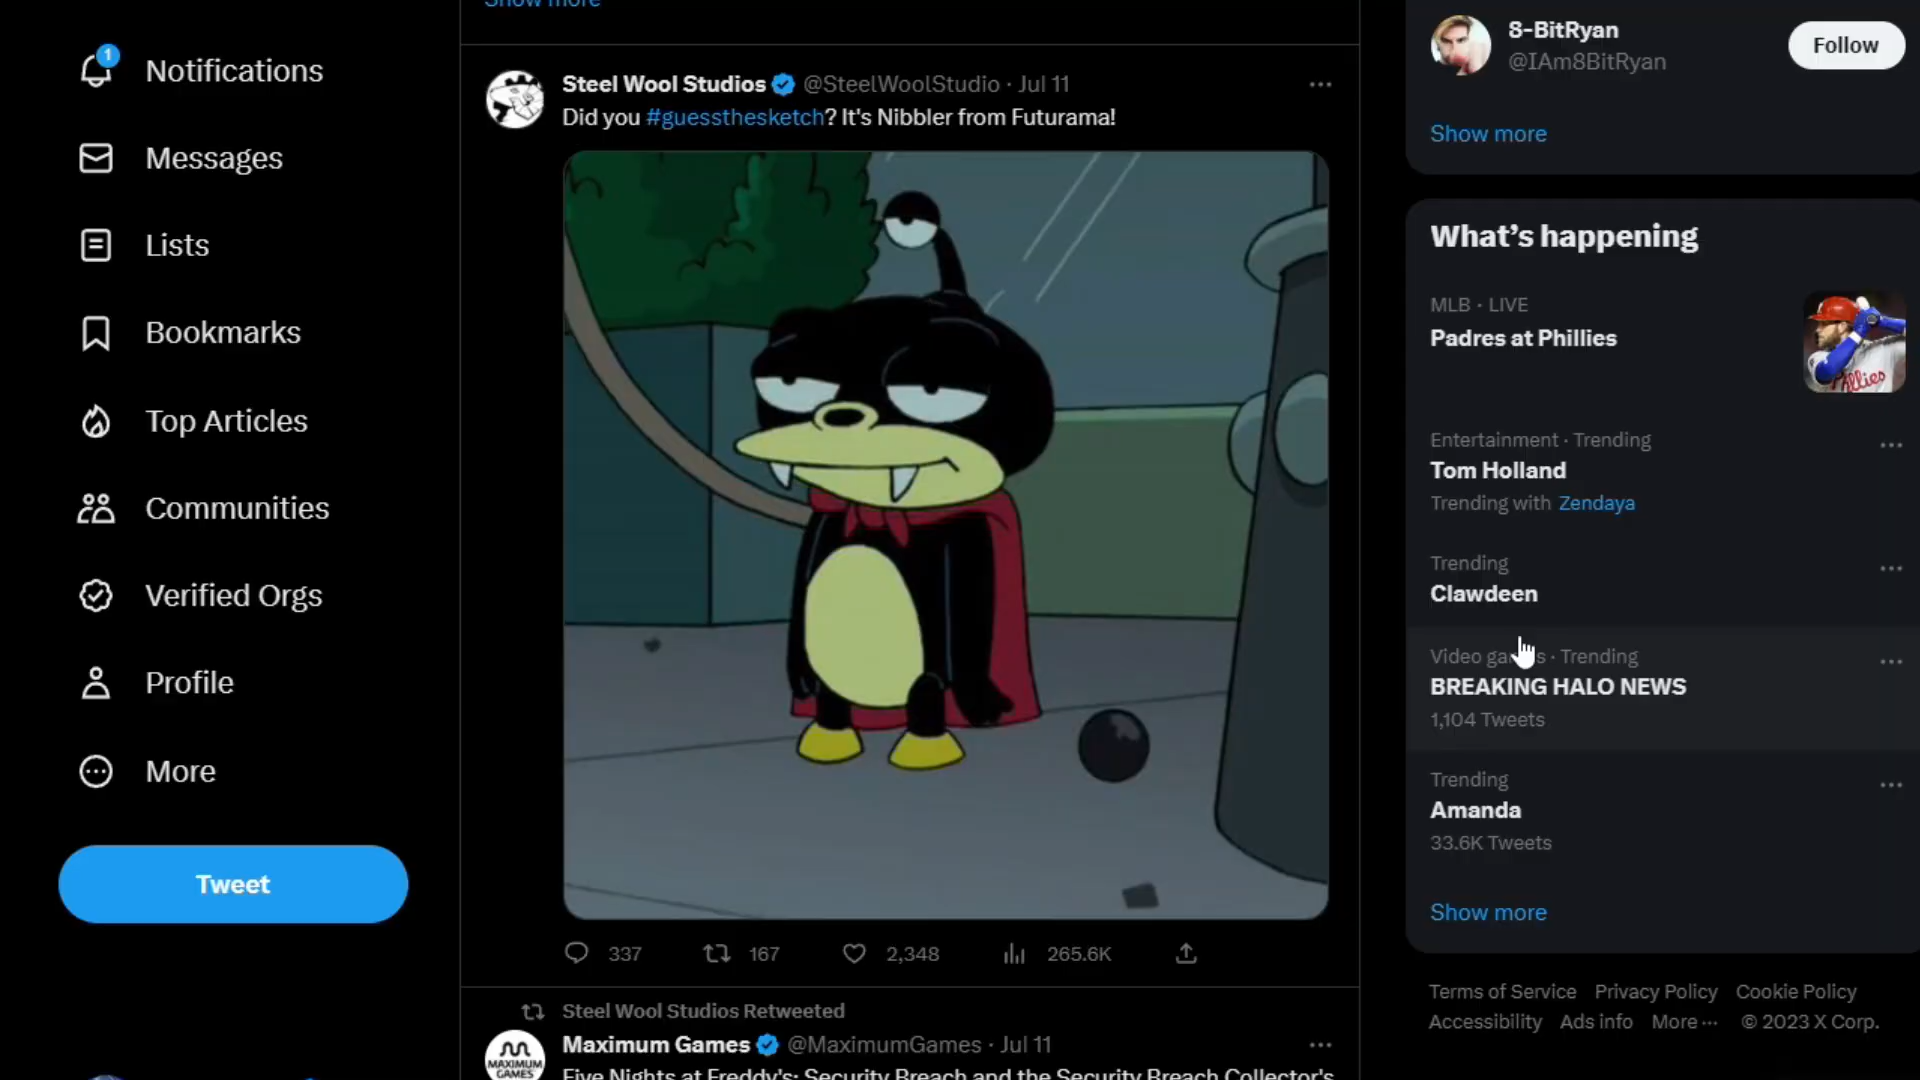 Show more
1
Notifications
Messages
Lists
Bookmarks
Top Articles
Communities
Verified Orgs
Profile
More
Tweet
Steel Wool Studios @SteelWoolStudio · Jul 11
Did you #guessthesketch? It's Nibbler from Futurama!
337 167 2,348 265.6K
Steel Wool Studios Retweeted
Maximum Games @MaximumGames · Jul 11
MAXIMUM
GAMES
Five Nights at Freddy's: Security Breach and the Security Breach Collector's
8-BitRyan
@IAm8BitRyan
Follow
Show more
What's happening
MLB · LIVE
Padres at Phillies
Phillies
Entertainment · Trending
Tom Holland
Trending with Zendaya
Trending
Clawdeen
Video games · Trending
BREAKING HALO NEWS
1,104 Tweets
Trending
Amanda
33.6K Tweets
Show more
Terms of Service Privacy Policy Cookie Policy
Accessibility Ads info More ··· © 2023 X Corp.